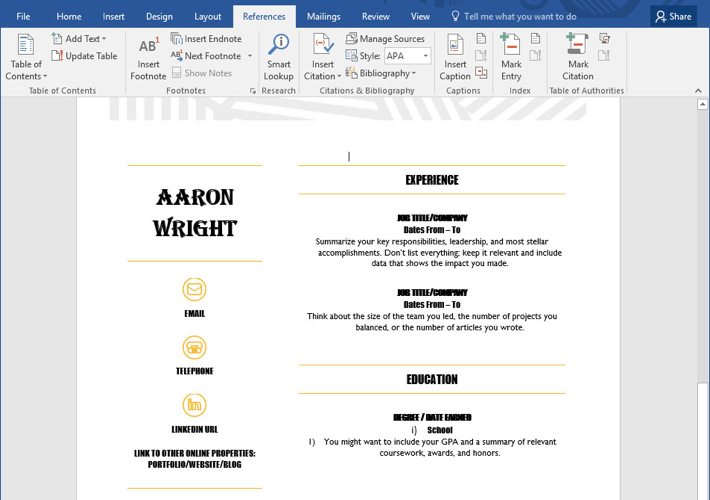 File Home Insert Design Layout References Mailings Review View Tell me what you want to do Share
Table of Contents
Add Text
Update Table
Table of Contents
AB1
Insert Footnote
Insert Endnote
AB1 Next Footnote
Show Notes
Footnotes
Smart Lookup
Research
Insert Citation
Manage Sources
Style: APA
Bibliography
Citations & Bibliography
Insert Caption
Captions
Mark Entry
Index
Mark Citation
Table of Authorities
AARON
WRIGHT
EMAIL
TELEPHONE
in
LINKEDIN URL
LINK TO OTHER ONLINE PROPERTIES:
PORTFOLIO/WEBSITE/BLOG
EXPERIENCE
JOB TITLE/COMPANY
Dates From – To
Summarize your key responsibilities, leadership, and most stellar
accomplishments. Don't list everything; keep it relevant and include
data that shows the impact you made.
JOB TITLE/COMPANY
Dates From – To
Think about the size of the team you led, the number of projects you
balanced, or the number of articles you wrote.
EDUCATION
DEGREE / DATE EARNED
i) School
1) You might want to include your GPA and a summary of relevant
coursework, awards, and honors.